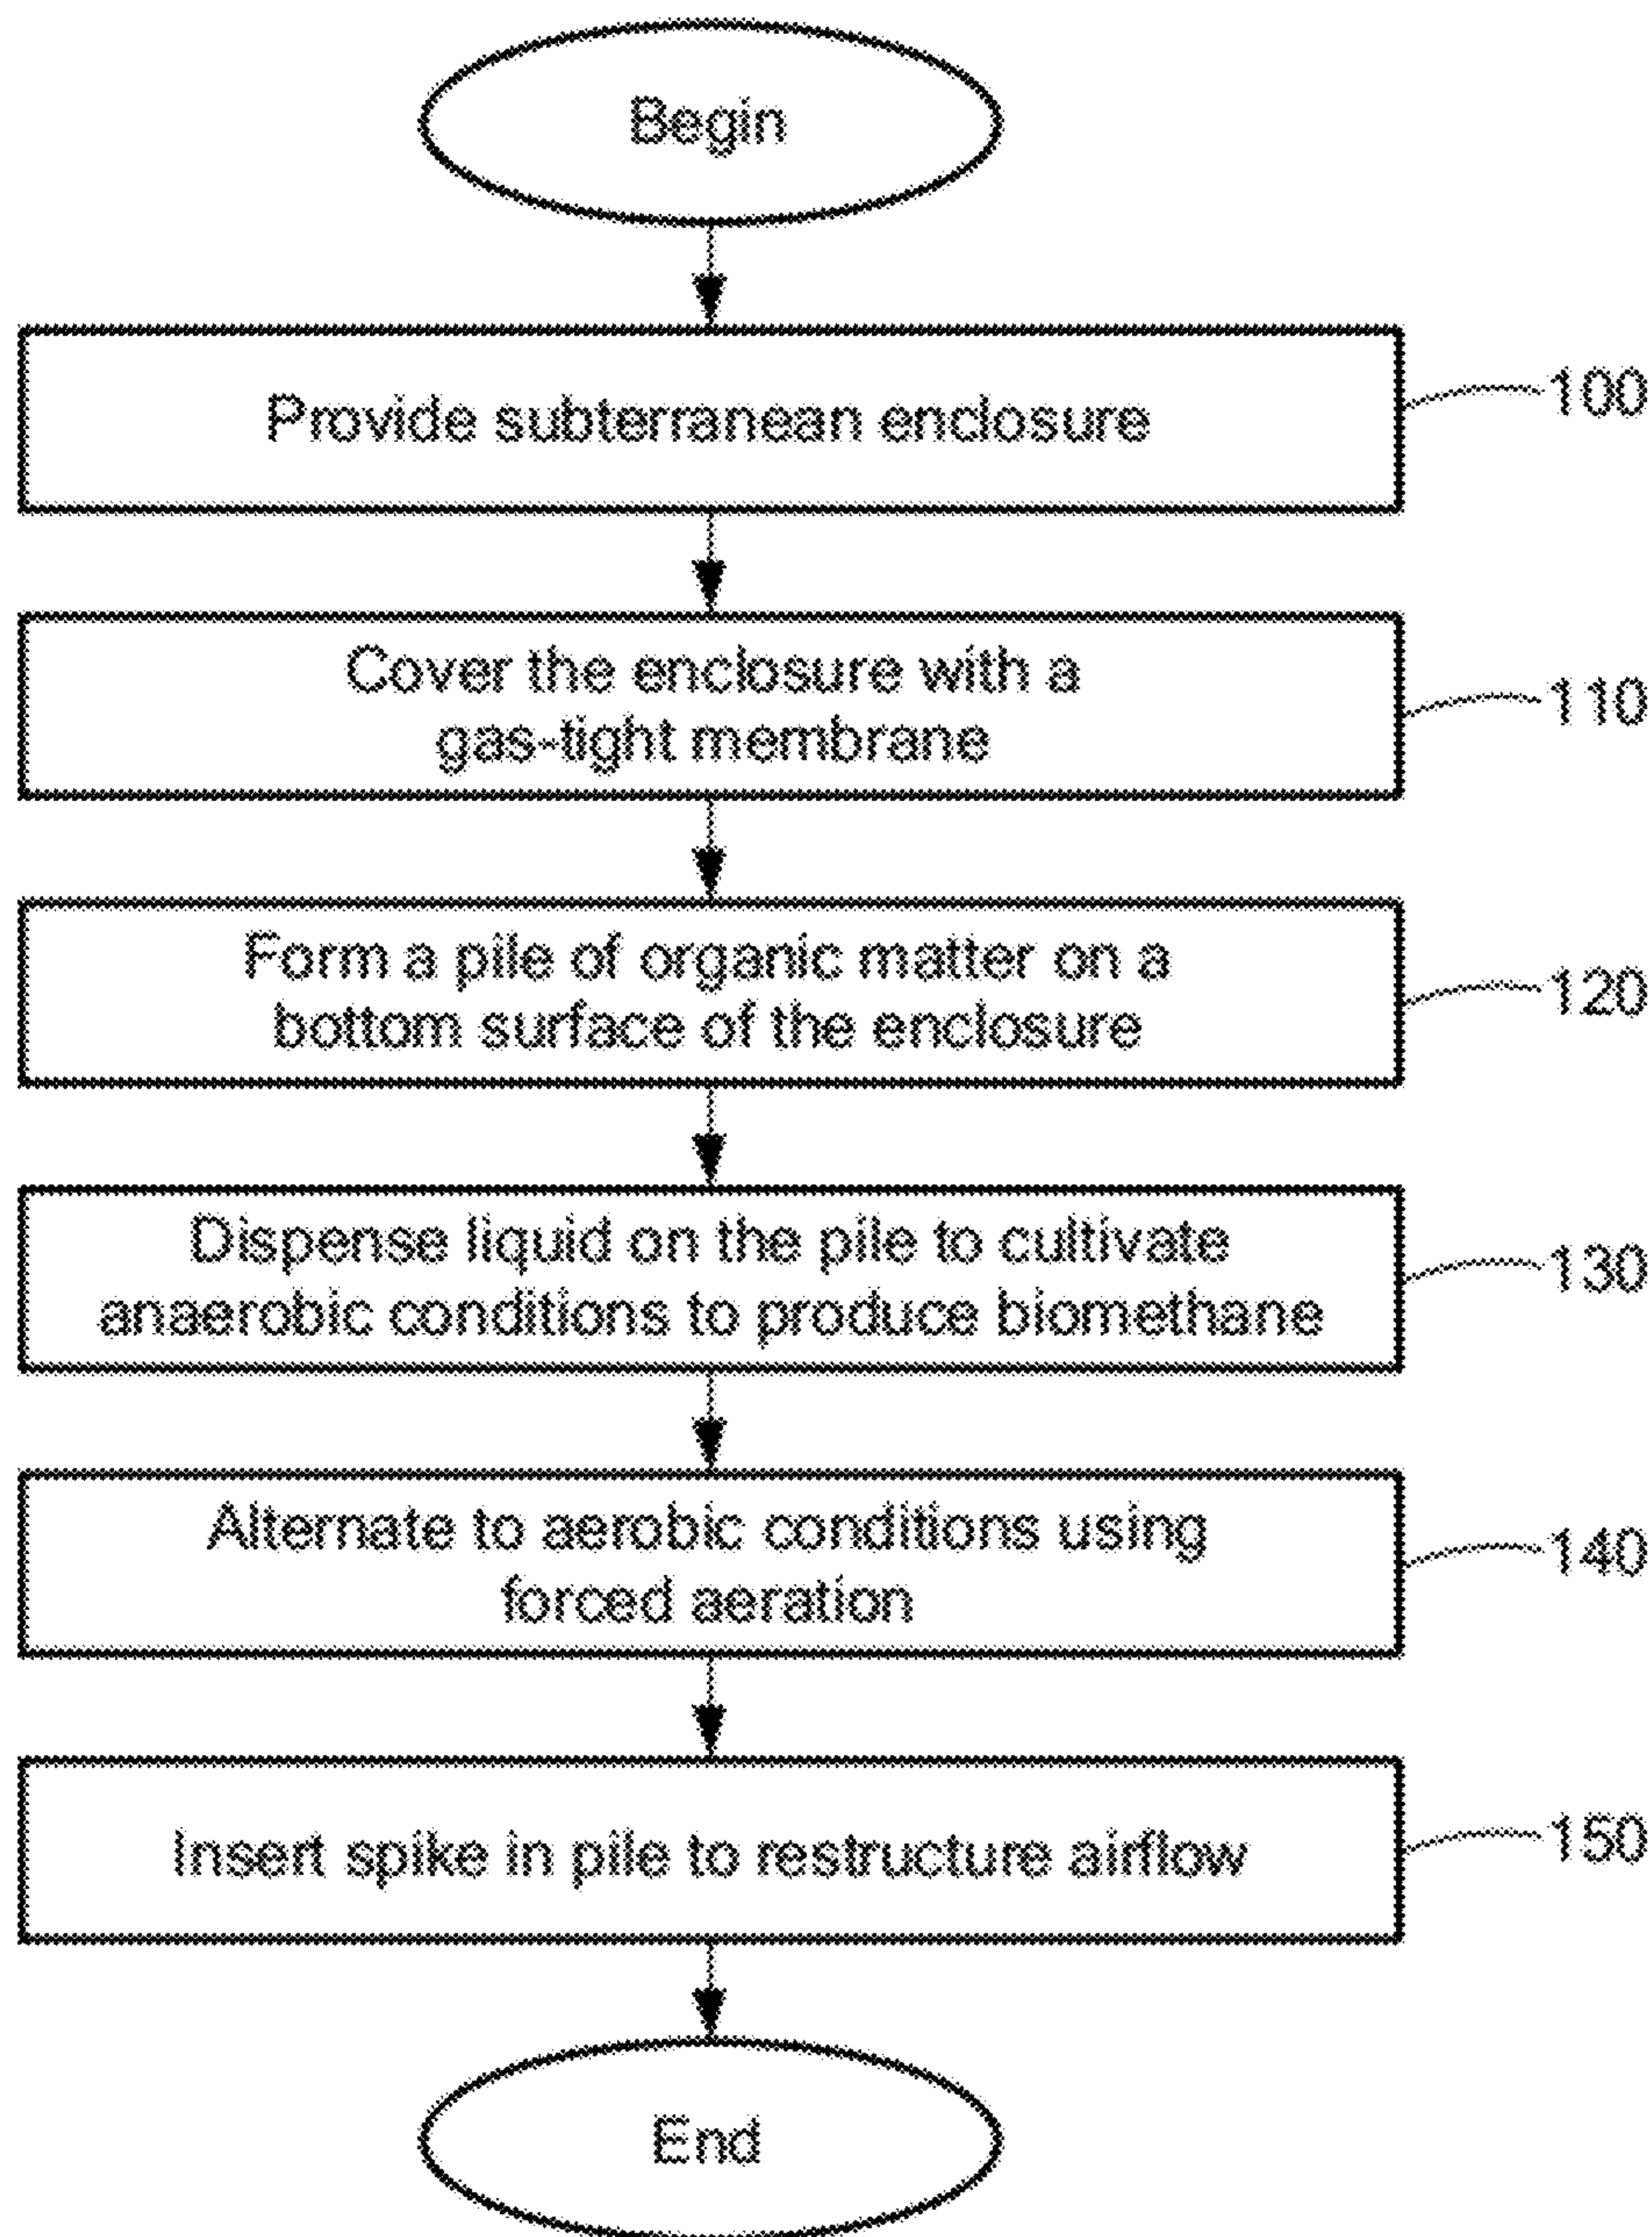 Begin
Provide subterranean enclosure
100
Cover the enclosure with a
gas-tight membrane
110
Form a pile of organic matter on a
bottom surface of the enclosure
120
Dispense liquid on the pile to cultivate
anaerobic conditions to produce biomethane
130
Alternate to aerobic conditions using
forced aeration
140
Insert spike in pile to restructure airflow
150
End